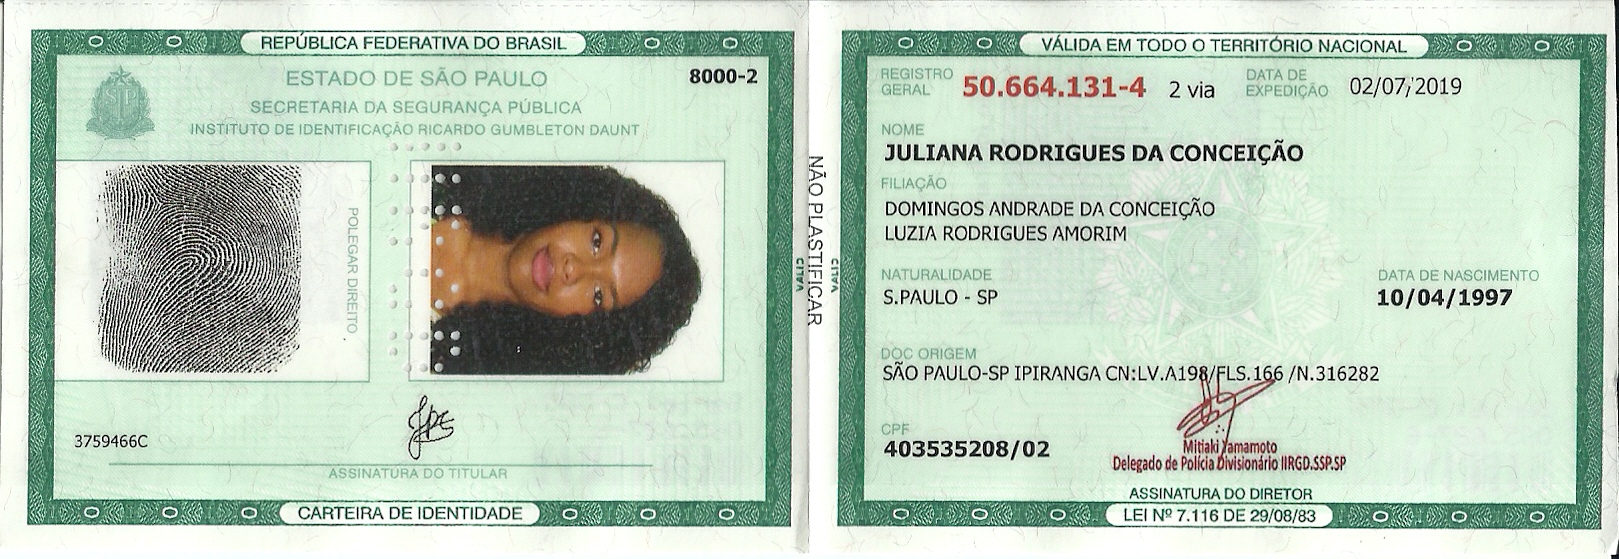 REPÚBLICA FEDERATIVA DO BRASIL
ESTADO DE SÃO PAULO
8000-2
SECRETARIA DA SEGURANÇA PÚBLICA
INSTITUTO DE IDENTIFICAÇÃO RICARDO GUMBLETON DAUNT
SP
POLEGAR DIREITO
3759466C
ASSINATURA DO TITULAR
CARTEIRA DE IDENTIDADE
NÃO PLASTIFICAR
VÁLIDA EM TODO O TERRITÓRIO NACIONAL
REGISTRO GERAL 50.664.131-4 2 via DATA DE EXPEDIÇÃO 02/07/2019
NOME
JULIANA RODRIGUES DA CONCEIÇÃO
FILIAÇÃO
DOMINGOS ANDRADE DA CONCEIÇÃO
LUZIA RODRIGUES AMORIM
NATURALIDADE DATA DE NASCIMENTO
S.PAULO - SP 10/04/1997
DOC ORIGEM
SÃO PAULO-SP IPIRANGA CN:LV.A198/FLS.166 /N.316282
CPF
403535208/02
Mitiaki Yamamoto
Delegado de Polícia Divisionário IIRGD.SSP.SP
ASSINATURA DO DIRETOR
LEI Nº 7.116 DE 29/08/83